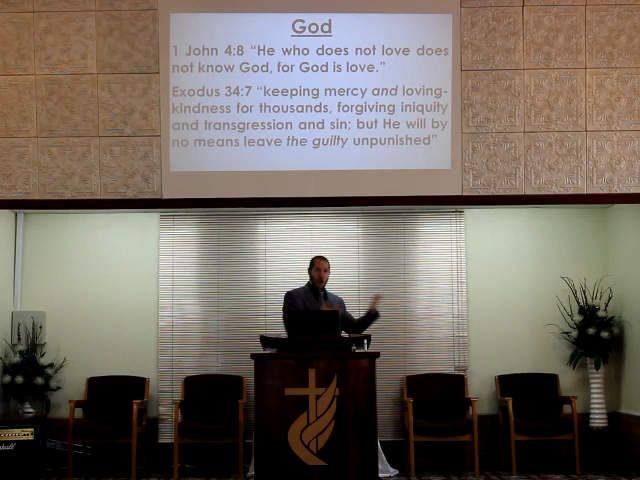 God
1 John 4:8 “He who does not love does
not know God, for God is love.”
Exodus 34:7 “keeping mercy and loving-
kindness for thousands, forgiving iniquity
and transgression and sin; but He will by
no means leave the guilty unpunished”
Marshall